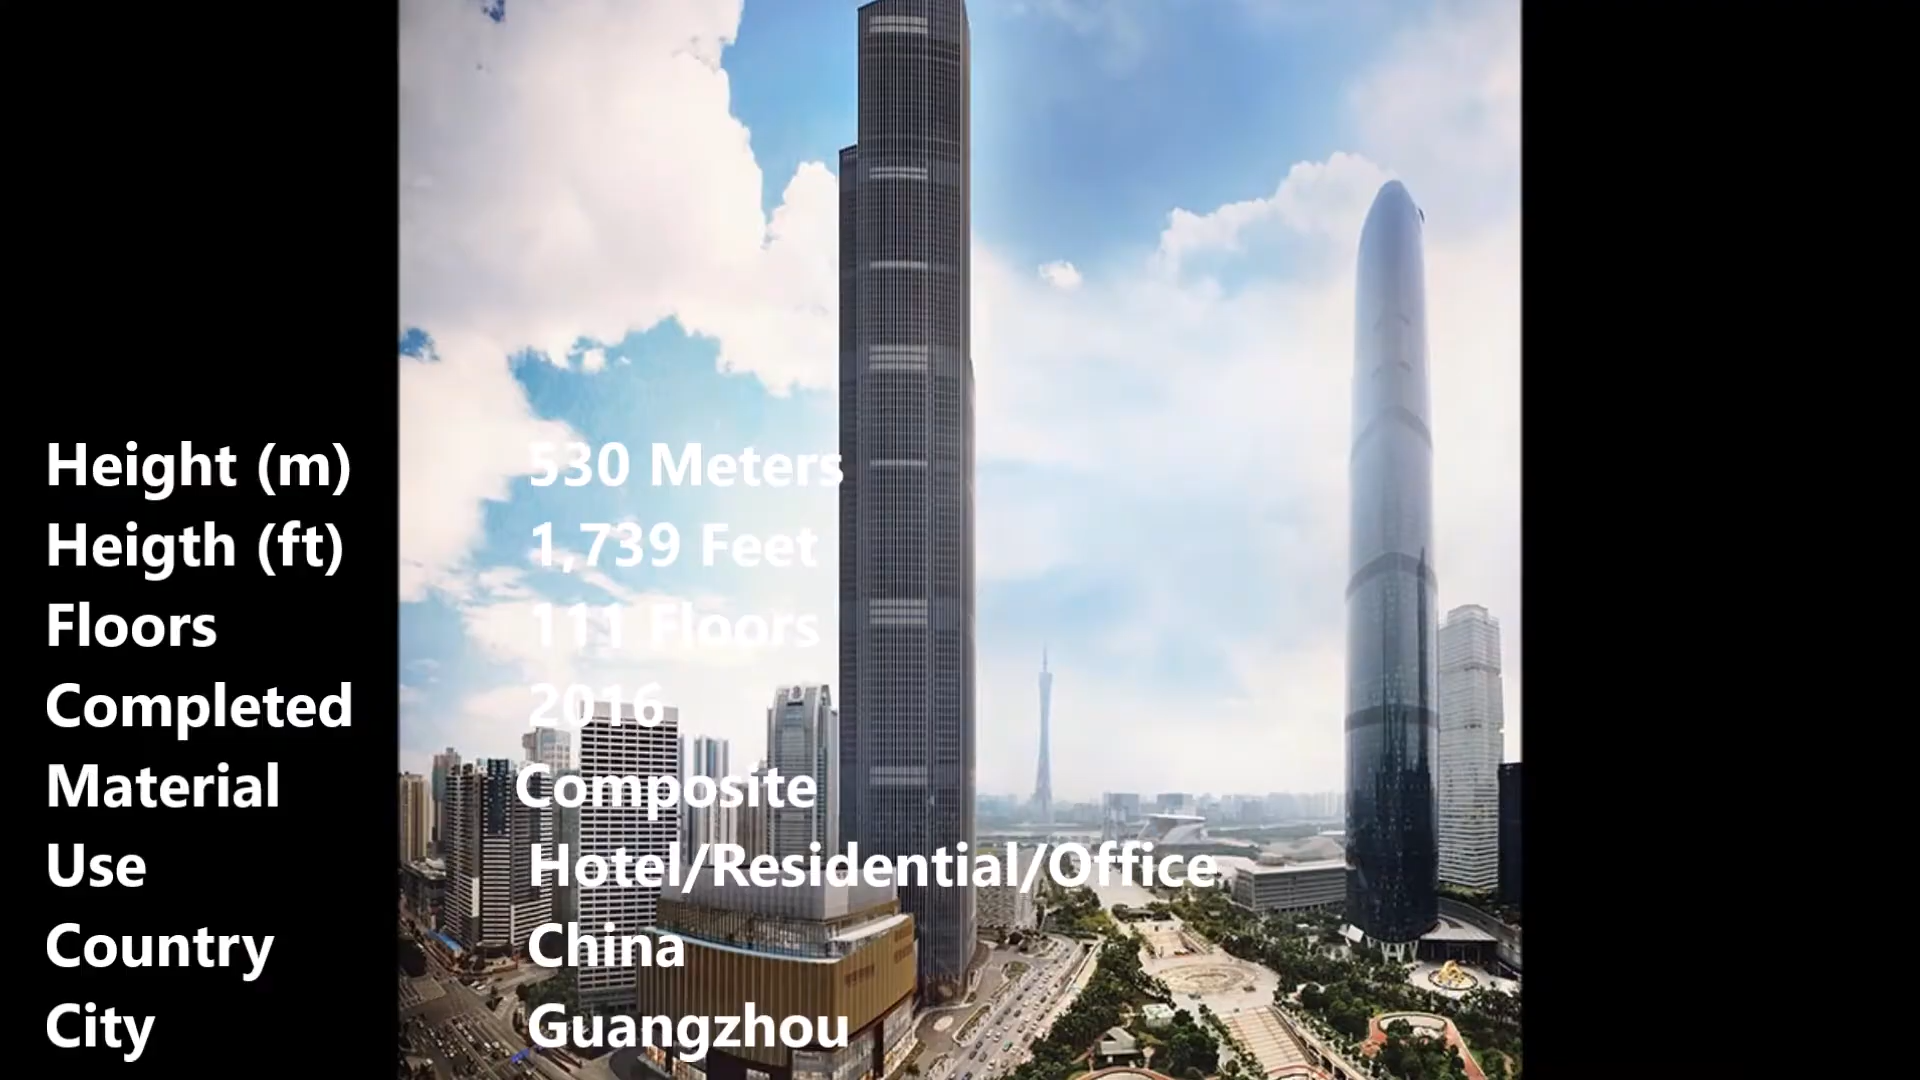 Height (m) 530 Meters
Heigth (ft) 1,739 Feet
Floors 111 Floors
Completed 2016
Material Composite
Use Hotel/Residential/Office
Country China
City Guangzhou